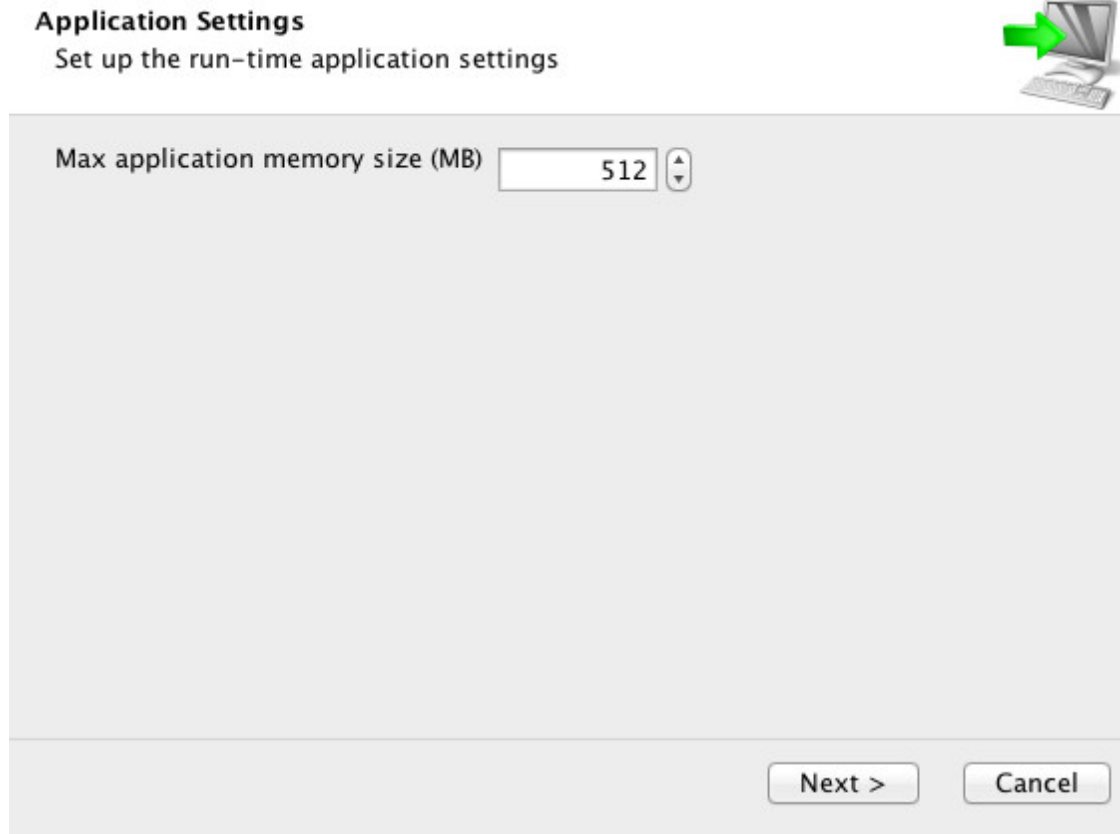 Application Settings
Set up the run-time application settings
Max application memory size (MB) 512
Next > Cancel